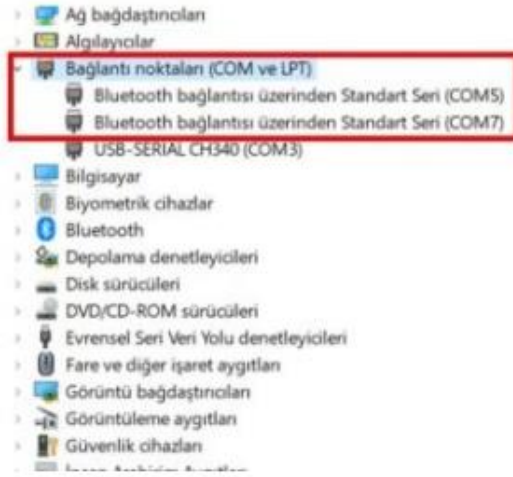 Ağ bağdaştırıcıları
Algılayıcılar
Bağlantı noktaları (COM ve LPT)
Bluetooth bağlantısı üzerinden Standart Seri (COM5)
Bluetooth bağlantısı üzerinden Standart Seri (COM7)
USB-SERIAL CH340 (COM3)
Bilgisayar
Biyometrik cihazlar
Bluetooth
Depolama denetleyicileri
Disk sürücüleri
DVD/CD-ROM sürücüleri
Evrensel Seri Veri Yolu denetleyicileri
Fare ve diğer işaret aygıtları
Görüntü bağdaştırıcıları
Görüntüleme aygıtları
Güvenlik cihazları